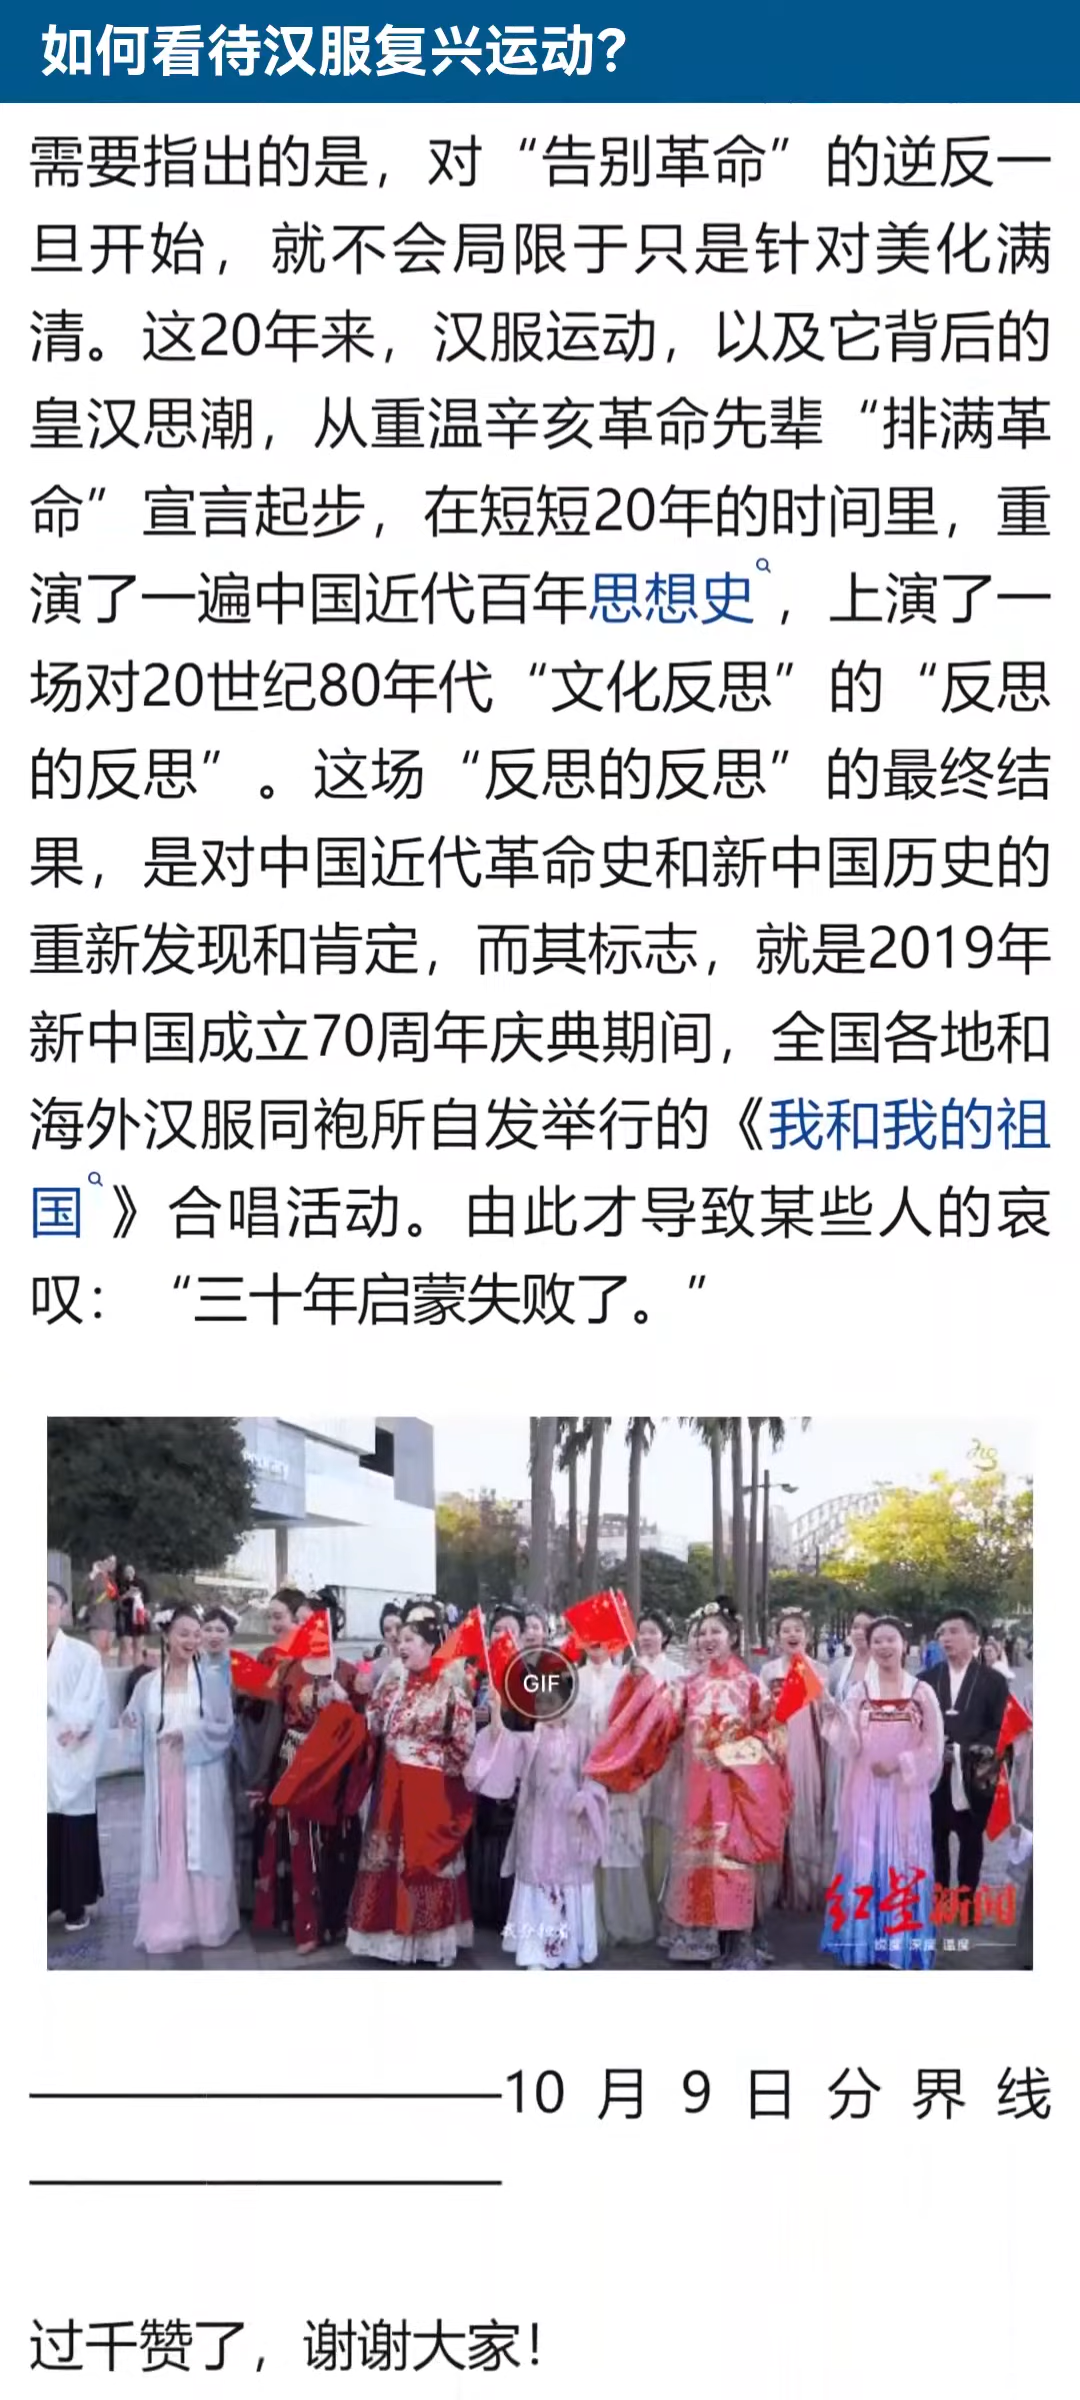 如何看待汉服复兴运动？
需要指出的是，对“告别革命”的逆反一
旦开始，就不会局限于只是针对美化满
清。这20年来，汉服运动，以及它背后的
皇汉思潮，从重温辛亥革命先辈“排满革
命”宣言起步，在短短20年的时间里，重
演了一遍中国近代百年思想史，上演了一
场对20世纪80年代“文化反思”的“反思
的反思”。这场“反思的反思”的最终结
果，是对中国近代革命史和新中国历史的
重新发现和肯定，而其标志，就是2019年
新中国成立70周年庆典期间，全国各地和
海外汉服同袍所自发举行的《我和我的祖
国》合唱活动。由此才导致某些人的哀
叹：“三十年启蒙失败了。”
GIF
红星新闻
锐度 深度 温度
————————10月9日分界线
————————
过千赞了，谢谢大家！